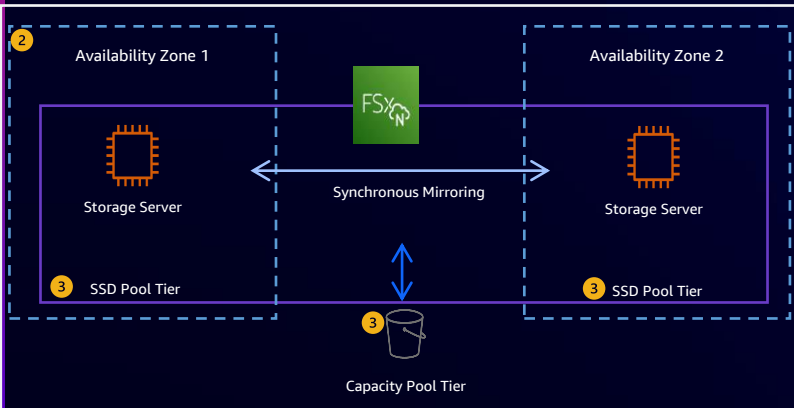 2
Availability Zone 1
Availability Zone 2
FSx
N
Synchronous Mirroring
Storage Server
Storage Server
3 SSD Pool Tier
3 SSD Pool Tier
3
Capacity Pool Tier